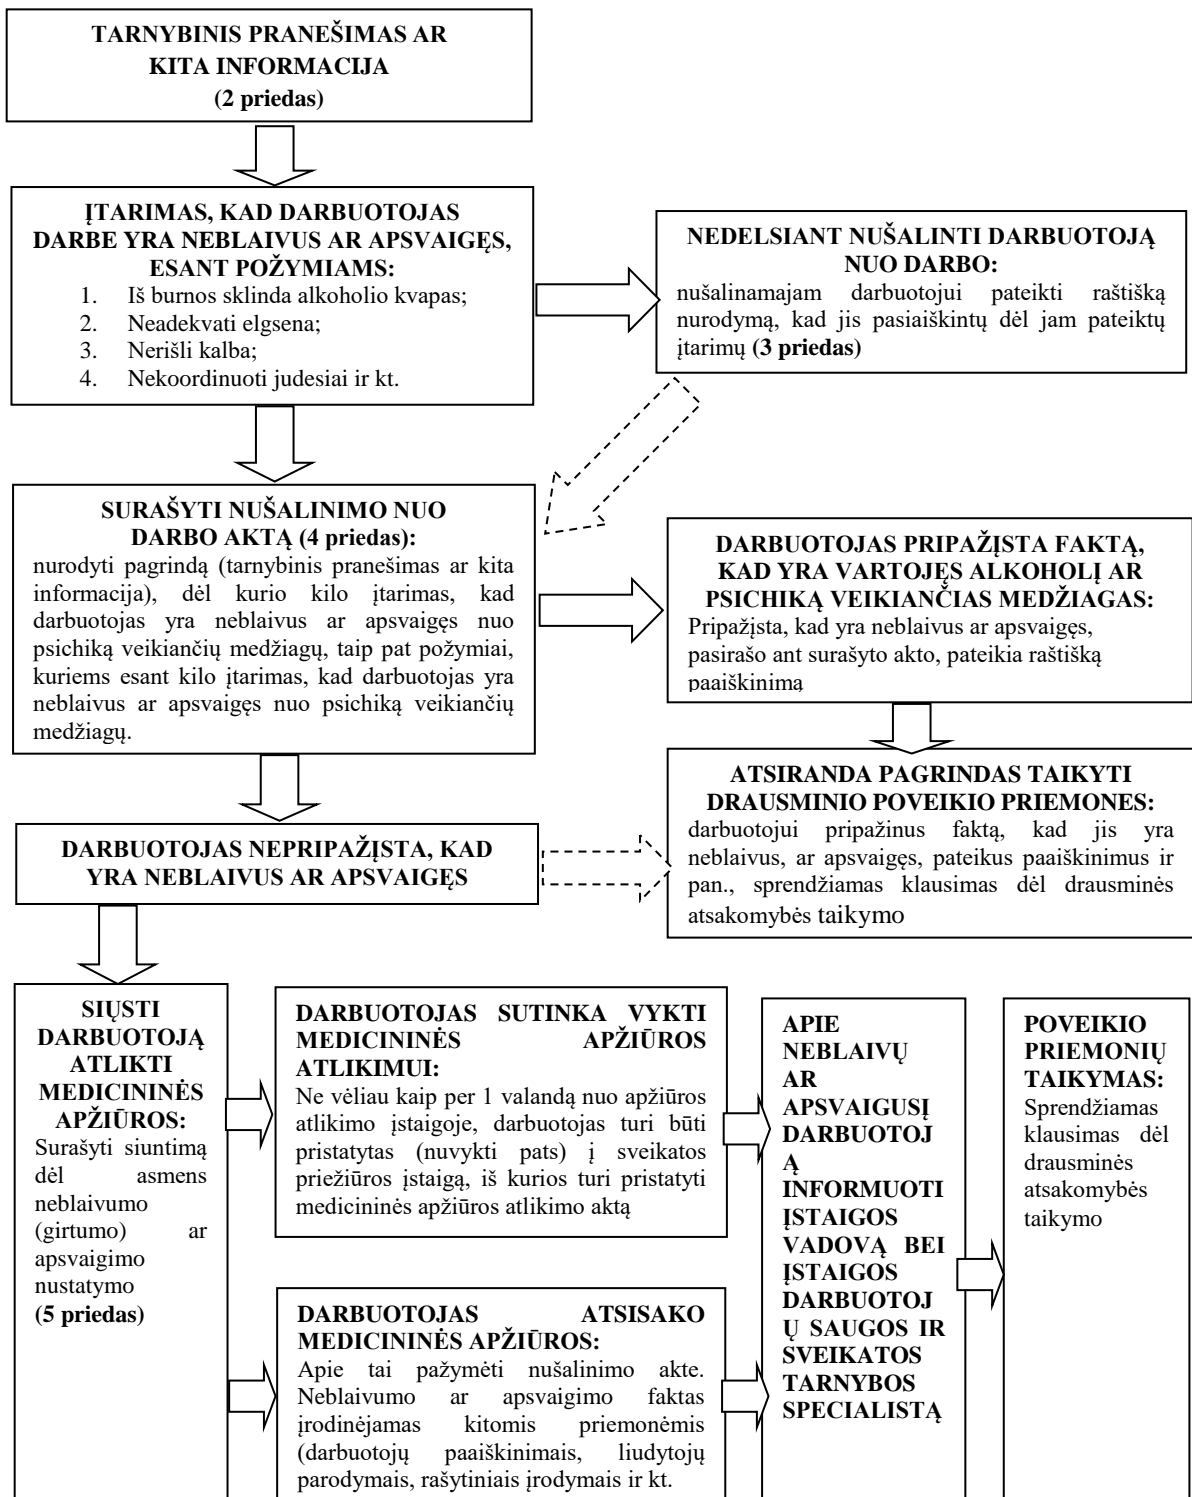 TARNYBINIS PRANEŠIMAS AR
KITA INFORMACIJA
(2 priedas)
ĮTARIMAS, KAD DARBUOTOJAS
DARBE YRA NEBLAIVUS AR APSVAIGĘS,
ESANT POŽYMIAMS:
1. Iš burnos sklinda alkoholio kvapas;
2. Neadekvati elgsena;
3. Nerišli kalba;
4. Nekoordinuoti judesiai ir kt.
NEDELSIANT NUŠALINTI DARBUOTOJĄ
NUO DARBO:
nušalinamajam darbuotojui pateikti raštišką
nurodymą, kad jis pasiaiškintų dėl jam pateiktų
įtarimų (3 priedas)
SURAŠYTI NUŠALINIMO NUO
DARBO AKTĄ (4 priedas):
nurodyti pagrindą (tarnybinis pranešimas ar kita
informacija), dėl kurio kilo įtarimas, kad
darbuotojas yra neblaivus ar apsvaigęs nuo
psichiką veikiančių medžiagų, taip pat požymiai,
kuriems esant kilo įtarimas, kad darbuotojas yra
neblaivus ar apsvaigęs nuo psichiką veikiančių
medžiagų.
DARBUOTOJAS PRIPAŽĮSTA FAKTĄ,
KAD YRA VARTOJĘS ALKOHOLĮ AR
PSICHIKĄ VEIKIANČIAS MEDŽIAGAS:
Pripažįsta, kad yra neblaivus ar apsvaigęs,
pasirašo ant surašyto akto, pateikia raštišką
paaiškinimą
ATSIRANDA PAGRINDAS TAIKYTI
DRAUSMINIO POVEIKIO PRIEMONES:
darbuotojui pripažinus faktą, kad jis yra
neblaivus, ar apsvaigęs, pateikus paaiškinimus ir
pan., sprendžiamas klausimas dėl drausminės
atsakomybės taikymo
DARBUOTOJAS NEPRIPAŽĮSTA, KAD
YRA NEBLAIVUS AR APSVAIGĘS
SIŲSTI
DARBUOTOJĄ
ATLIKTI
MEDICININĖS
APŽIŪROS:
Surašyti siuntimą
dėl asmens
neblaivumo
(girtumo) ar
apsvaigimo
nustatymo
(5 priedas)
DARBUOTOJAS SUTINKA VYKTI
MEDICININĖS APŽIŪROS
ATLIKIMUI:
Ne vėliau kaip per 1 valandą nuo apžiūros
atlikimo įstaigoje, darbuotojas turi būti
pristatytas (nuvykti pats) į sveikatos
priežiūros įstaigą, iš kurios turi pristatyti
medicininės apžiūros atlikimo aktą
DARBUOTOJAS ATSISAKO
MEDICININĖS APŽIŪROS:
Apie tai pažymėti nušalinimo akte.
Neblaivumo ar apsvaigimo faktas
įrodinėjamas kitomis priemonėmis
(darbuotojų paaiškinimais, liudytojų
parodymais, rašytiniais įrodymais ir kt.
APIE
NEBLAIVŲ
AR
APSVAIGUSĮ
DARBUOTOJ
Ą
INFORMUOTI
ĮSTAIGOS
VADOVĄ BEI
ĮSTAIGOS
DARBUOTOJ
Ų SAUGOS IR
SVEIKATOS
TARNYBOS
SPECIALISTĄ
POVEIKIO
PRIEMONIŲ
TAIKYMAS:
Sprendžiamas
klausimas dėl
drausminės
atsakomybės
taikymo